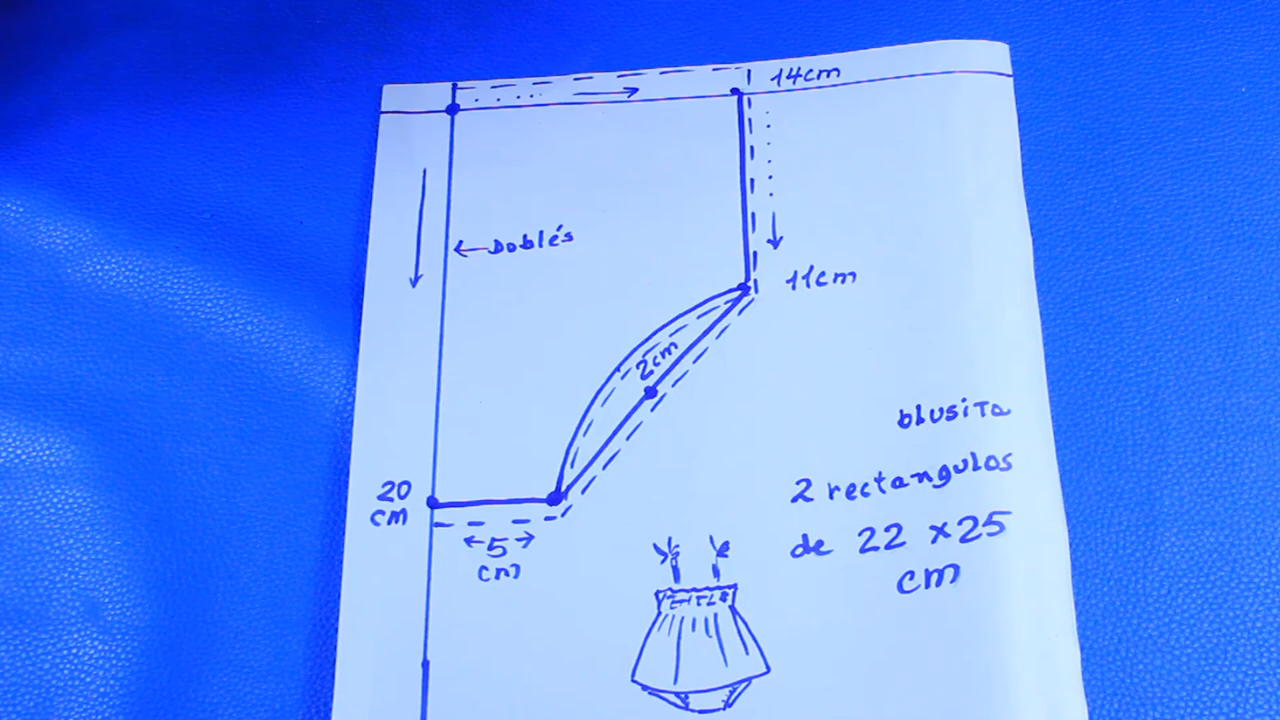 14cm
Doblés
11cm
2cm
20
cm
5
cm
blusita
2 rectangulos
de 22 x 25
cm